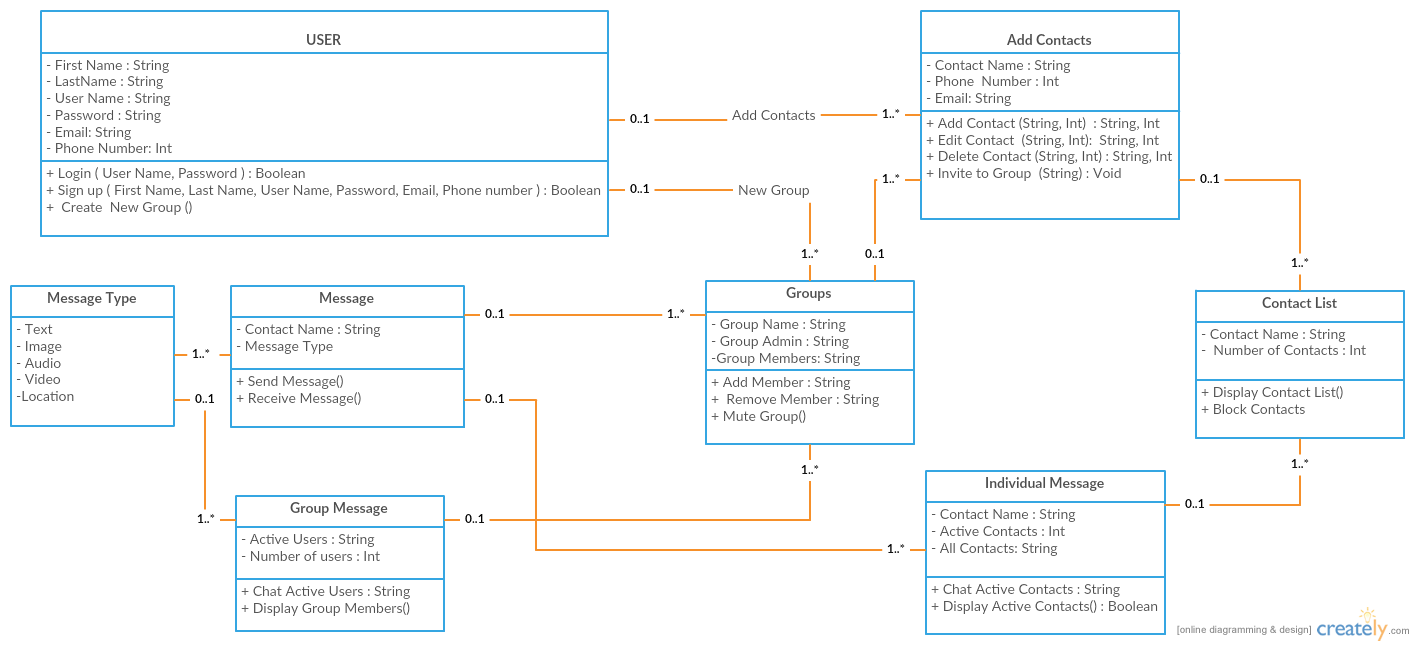 USER
- First Name : String
- LastName : String
- User Name : String
- Password : String
- Email: String
- Phone Number: Int
+ Login ( User Name, Password ) : Boolean
+ Sign up ( First Name, Last Name, User Name, Password, Email, Phone number ) : Boolean
+ Create New Group ()
0..1
Add Contacts
1..*
0..1
New Group
1..*
Add Contacts
- Contact Name : String
- Phone Number : Int
- Email: String
+ Add Contact (String, Int) : String, Int
+ Edit Contact (String, Int): String, Int
+ Delete Contact (String, Int) : String, Int
+ Invite to Group (String) : Void
1..*
0..1
0..1
1..*
Message Type
- Text
- Image
- Audio
- Video
-Location
1..*
0..1
1..*
Message
- Contact Name : String
- Message Type
+ Send Message()
+ Receive Message()
0..1
1..*
0..1
1..*
Groups
- Group Name : String
- Group Admin : String
-Group Members: String
+ Add Member : String
+ Remove Member : String
+ Mute Group()
1..*
0..1
Contact List
- Contact Name : String
- Number of Contacts : Int
+ Display Contact List()
+ Block Contacts
1..*
0..1
Group Message
- Active Users : String
- Number of users : Int
+ Chat Active Users : String
+ Display Group Members()
Individual Message
- Contact Name : String
- Active Contacts : Int
- All Contacts: String
+ Chat Active Contacts : String
+ Display Active Contacts() : Boolean
[online diagramming & design] creately.com